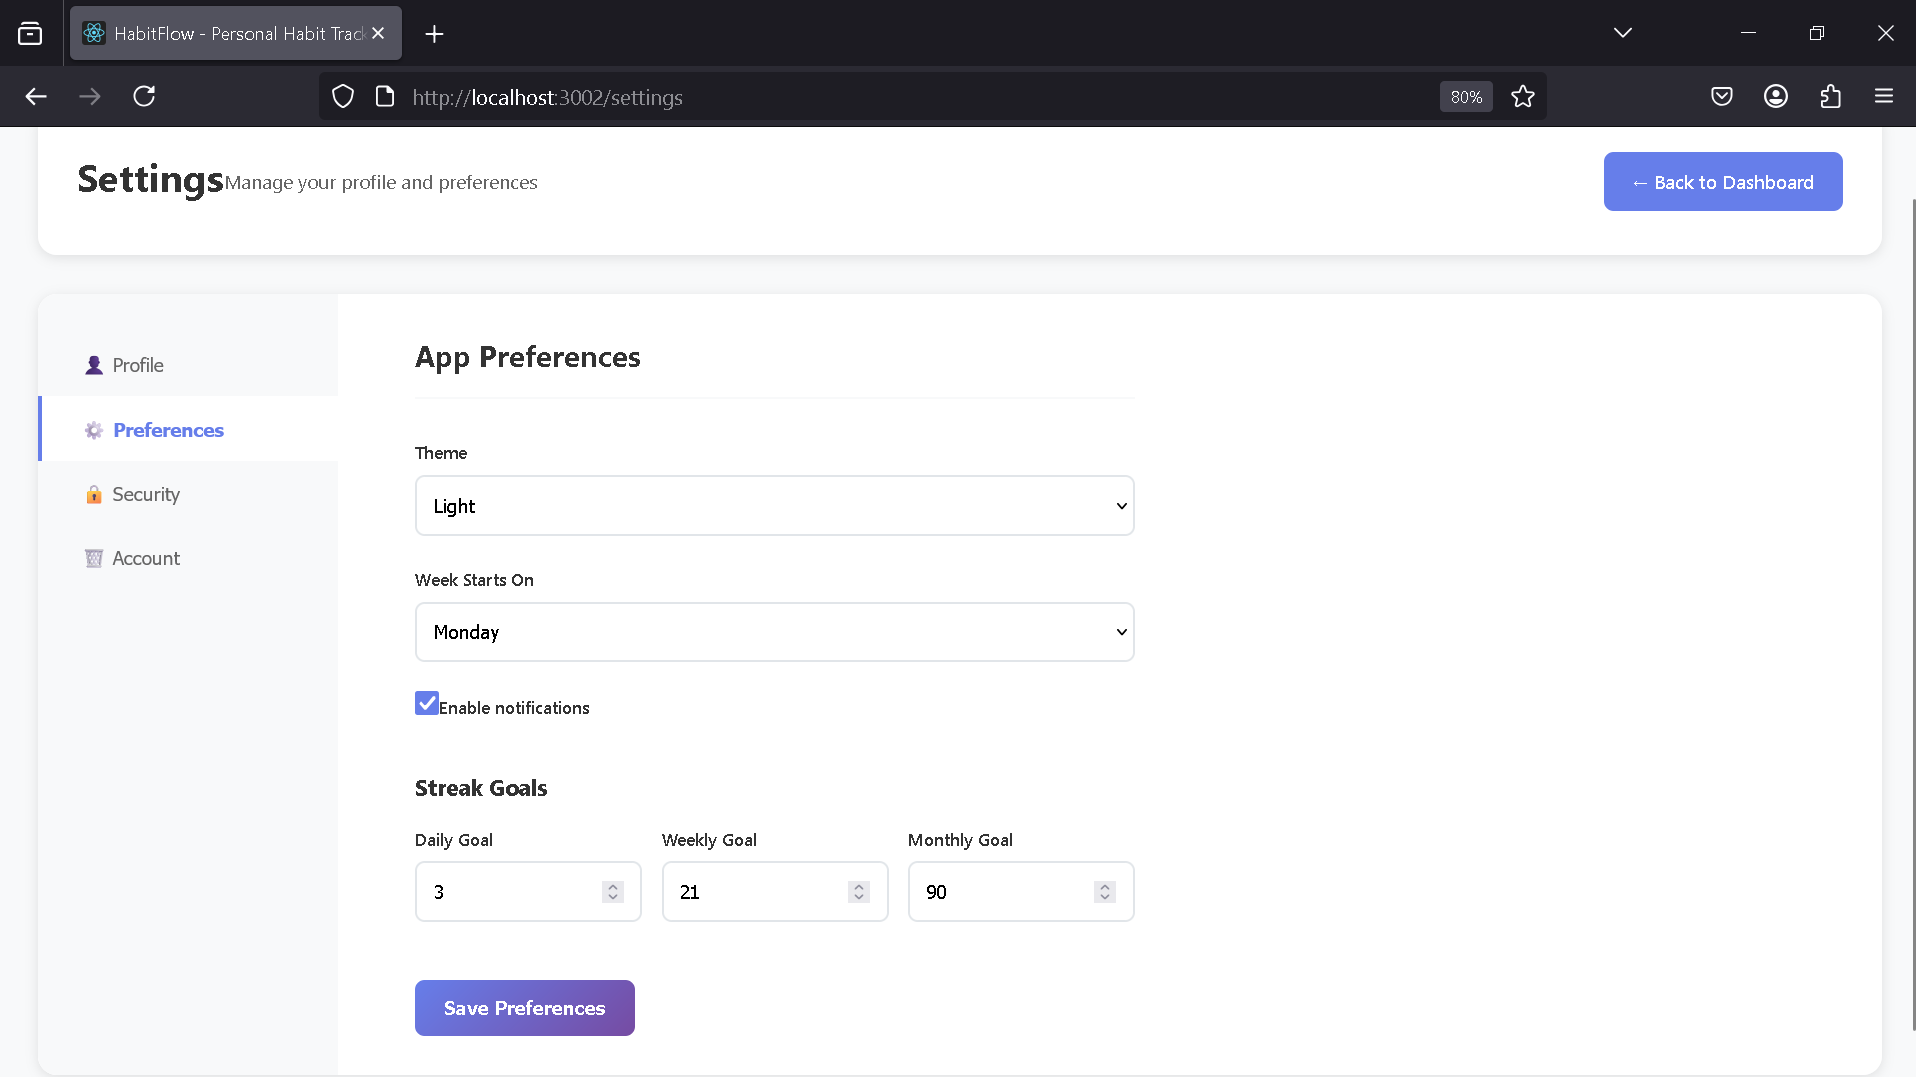 HabitFlow - Personal Habit Trac
http://localhost:3002/settings
80%
Settings Manage your profile and preferences
← Back to Dashboard
Profile
Preferences
Security
Account
App Preferences
Theme
Light
Week Starts On
Monday
Enable notifications
Streak Goals
Daily Goal Weekly Goal Monthly Goal
3 21 90
Save Preferences